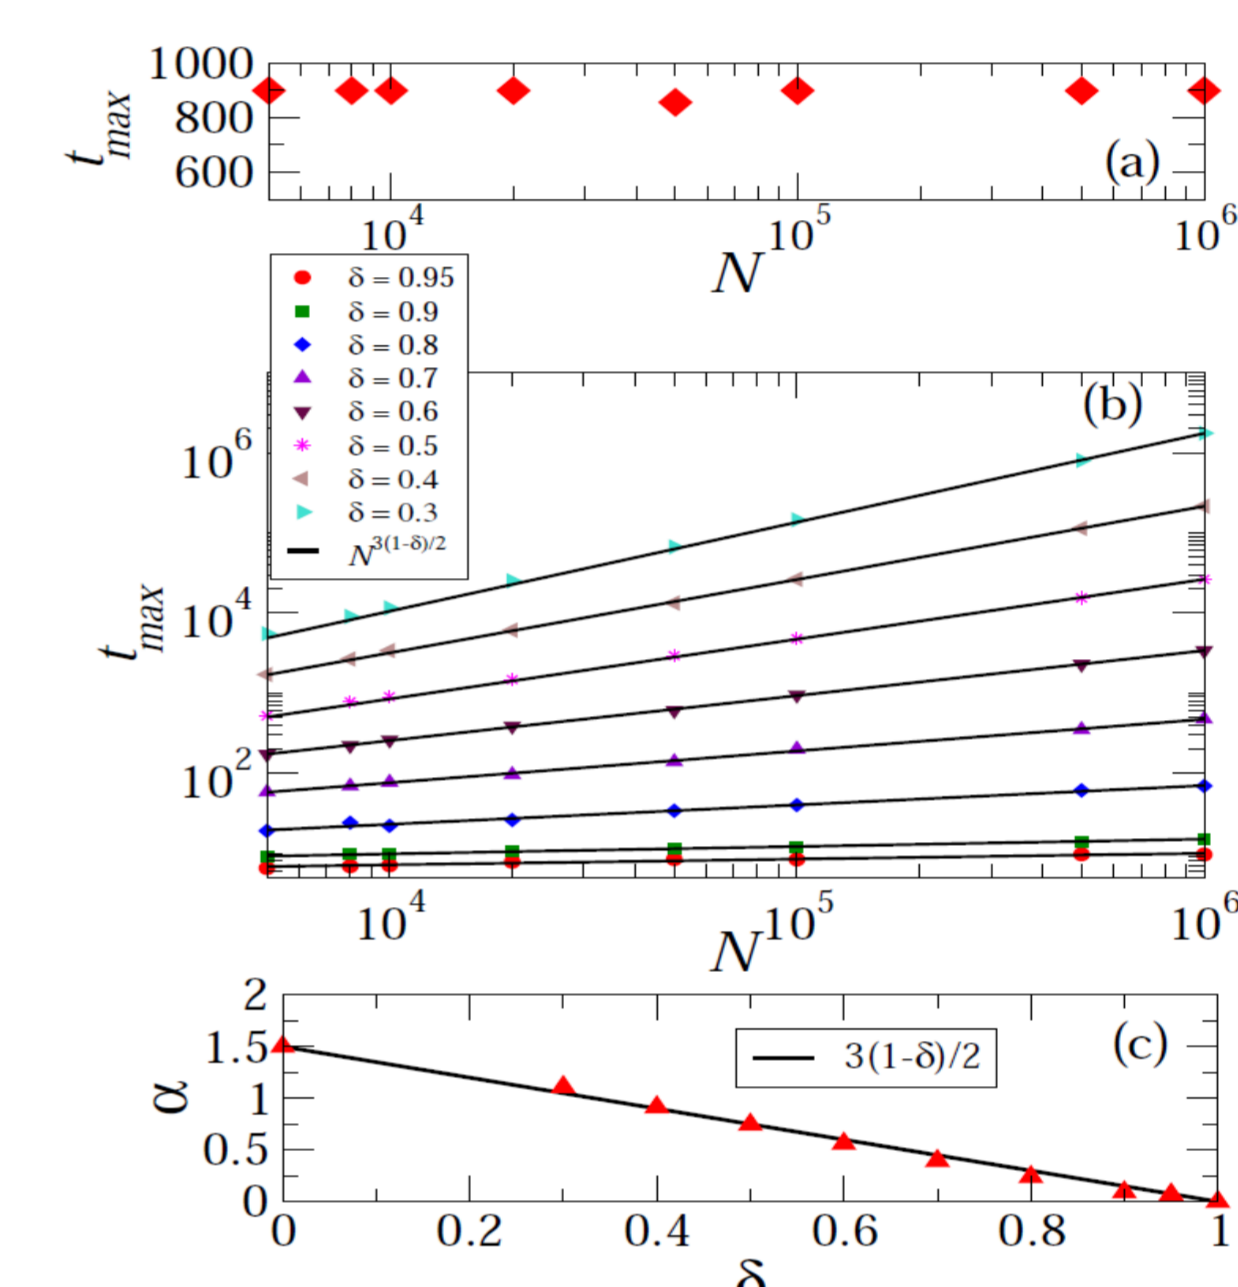 1000
800
600
t_max
(a)
10^4 10^5 10^6
N
δ = 0.95
δ = 0.9
δ = 0.8
δ = 0.7
δ = 0.6
δ = 0.5
δ = 0.4
δ = 0.3
N^3(1-δ)/2
(b)
10^6
10^4
10^2
t_max
10^4 10^5 10^6
N
2
1.5
1
0.5
0
α
3(1-δ)/2
(c)
0 0.2 0.4 0.6 0.8 1
δ